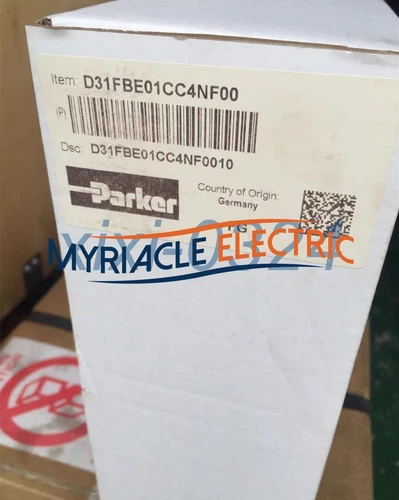 Item: D31FBE01CC4NF00
(P)
Dsc: D31FBE01CC4NF0010
Parker
Country of Origin:
Germany
MYRIACLE ELECTRIC